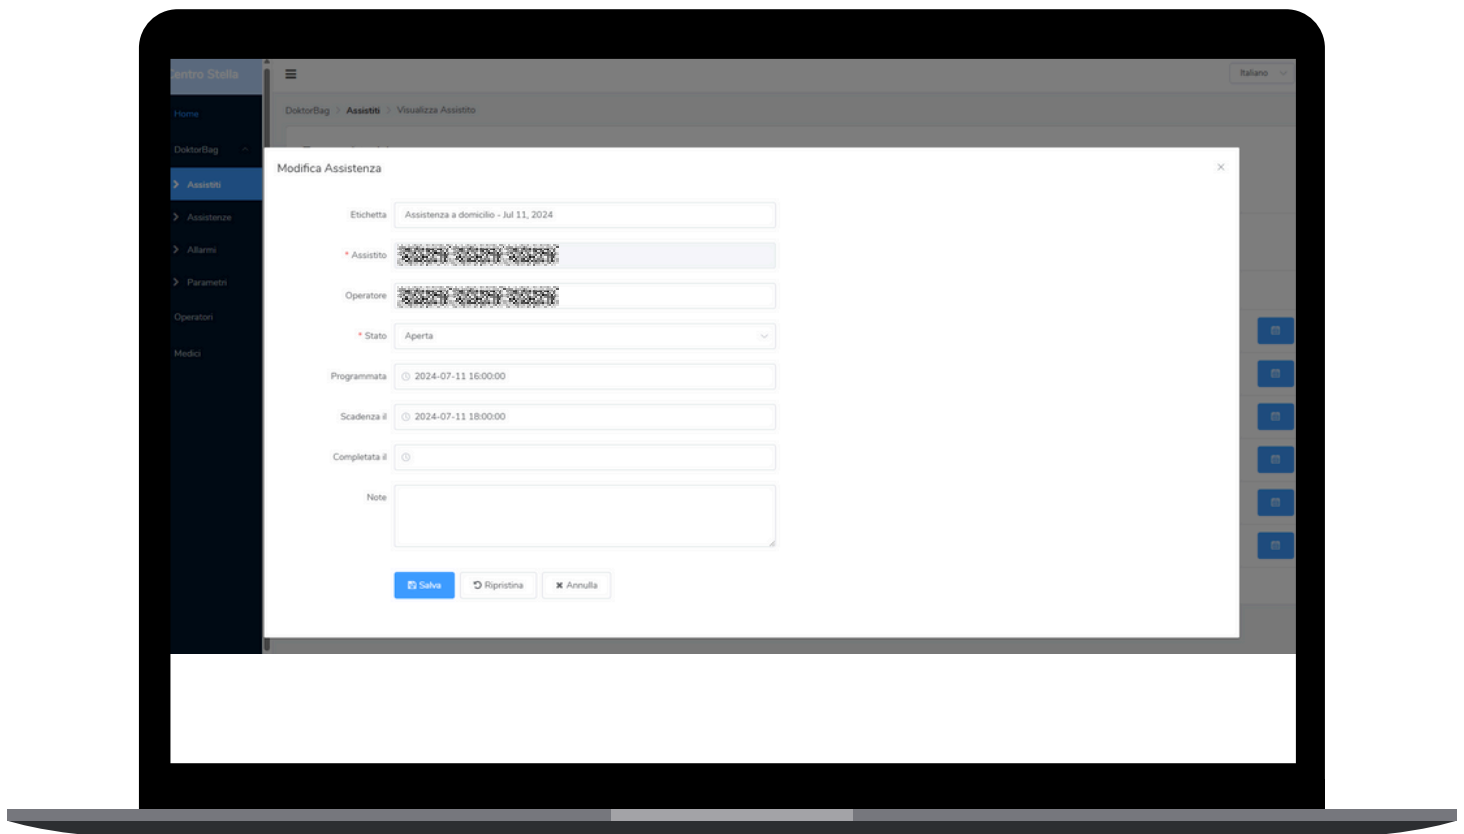 Centro Stella
Italiano
Home
DoktorBag > Assistiti > Visualizza Assistito
DoktorBag
Assistiti
Assistenze
Allarmi
Parametri
Operatori
Medici
Modifica Assistenza
Etichetta Assistenza a domicilio - Jul 11, 2024
* Assistito
Operatore
* Stato Aperta
Programmata 2024-07-11 16:00:00
Scadenza il 2024-07-11 18:00:00
Completata il
Note
Salva Ripristina Annulla